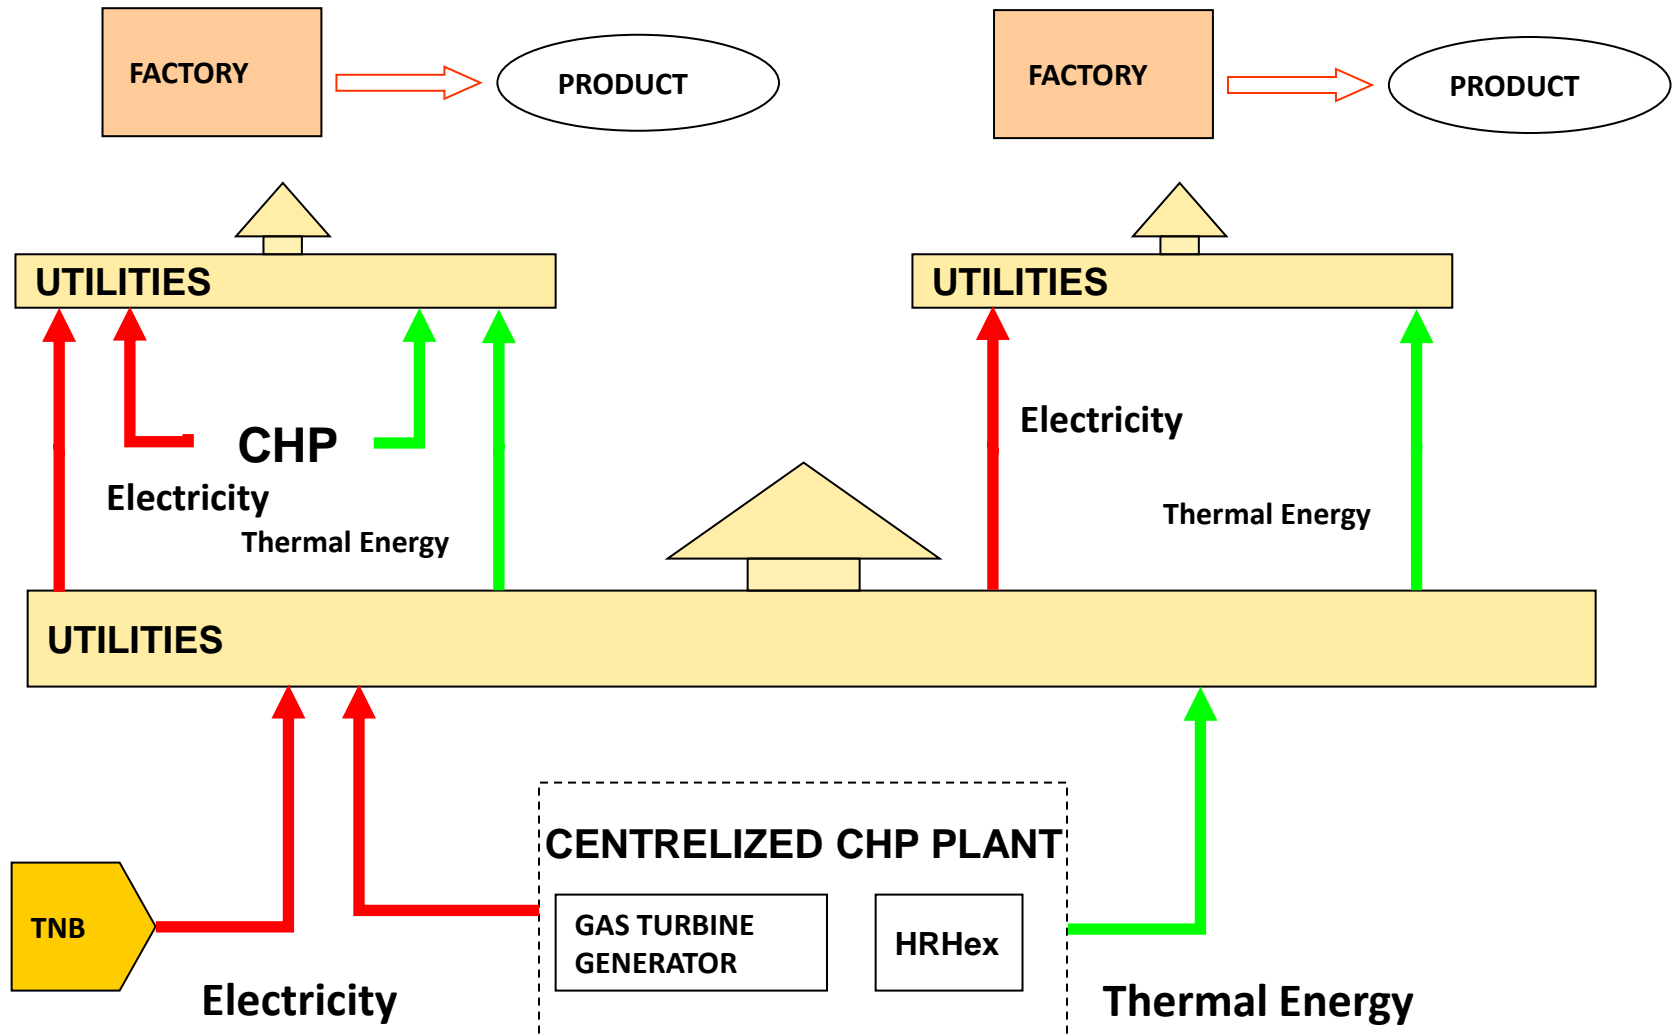 FACTORY
PRODUCT
FACTORY
PRODUCT
UTILITIES
UTILITIES
CHP
Electricity
Thermal Energy
Electricity
Thermal Energy
UTILITIES
CENTRELIZED CHP PLANT
TNB
GAS TURBINE
GENERATOR
HRHex
Electricity
Thermal Energy